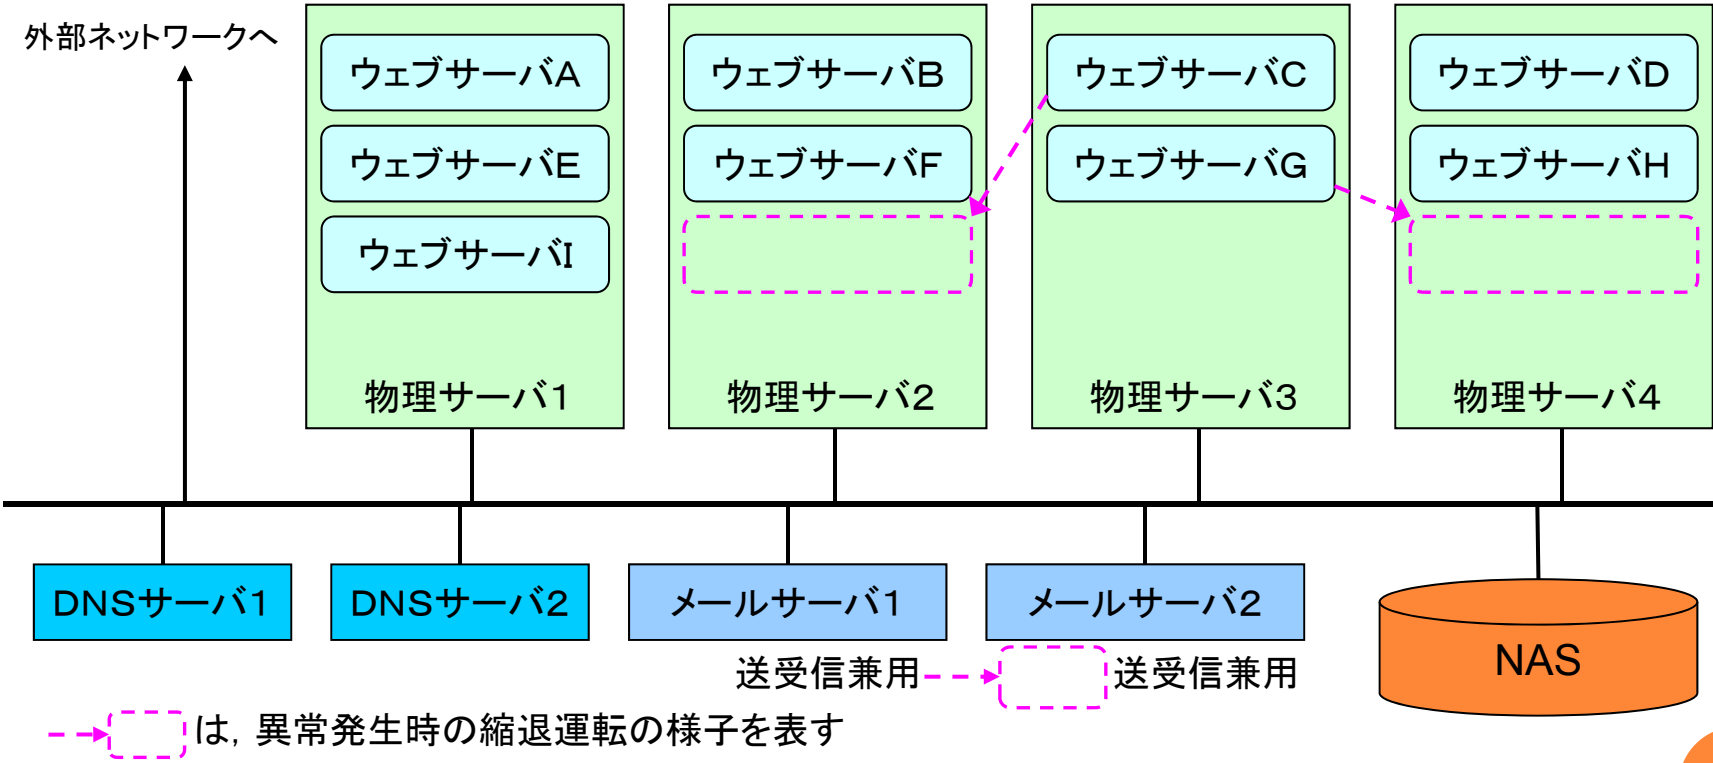 外部ネットワークへ
ウェブサーバA
ウェブサーバE
ウェブサーバI
物理サーバ1
ウェブサーバB
ウェブサーバF
物理サーバ2
ウェブサーバC
ウェブサーバG
物理サーバ3
ウェブサーバD
ウェブサーバH
物理サーバ4
DNSサーバ1
DNSサーバ2
メールサーバ1
メールサーバ2
NAS
送受信兼用
送受信兼用
は，異常発生時の縮退運転の様子を表す